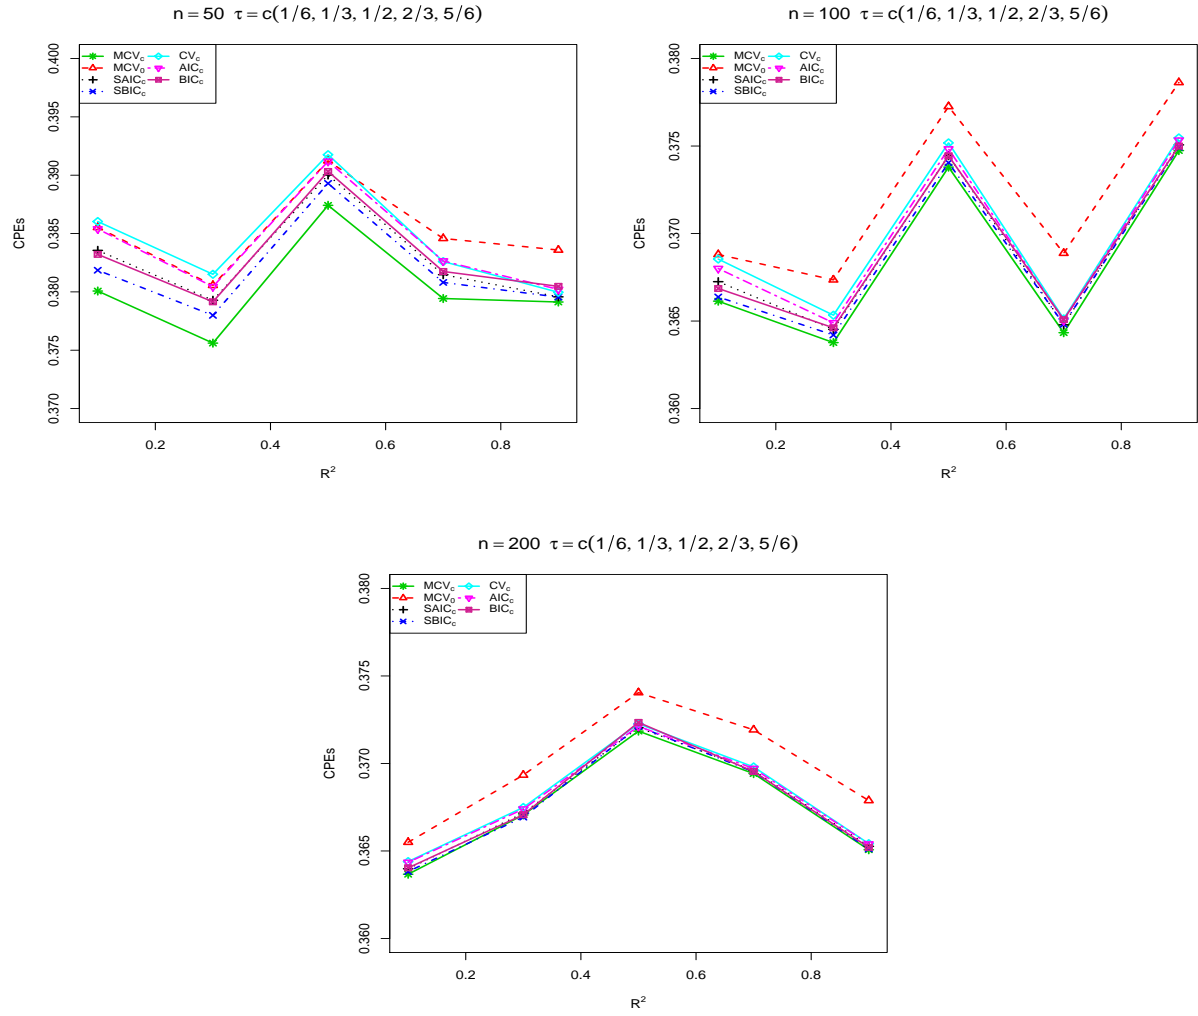 n = 50 τ = c(1/6, 1/3, 1/2, 2/3, 5/6)
MCVc CVc
MCV0 AICc
SAICc BICc
SBICc
CPEs
0.400
0.395
0.390
0.385
0.380
0.375
0.370
0.2 0.4 0.6 0.8
R²
n = 100 τ = c(1/6, 1/3, 1/2, 2/3, 5/6)
MCVc CVc
MCV0 AICc
SAICc BICc
SBICc
CPEs
0.380
0.375
0.370
0.365
0.360
0.2 0.4 0.6 0.8
R²
n = 200 τ = c(1/6, 1/3, 1/2, 2/3, 5/6)
MCVc CVc
MCV0 AICc
SAICc BICc
SBICc
CPEs
0.380
0.375
0.370
0.365
0.360
0.2 0.4 0.6 0.8
R²